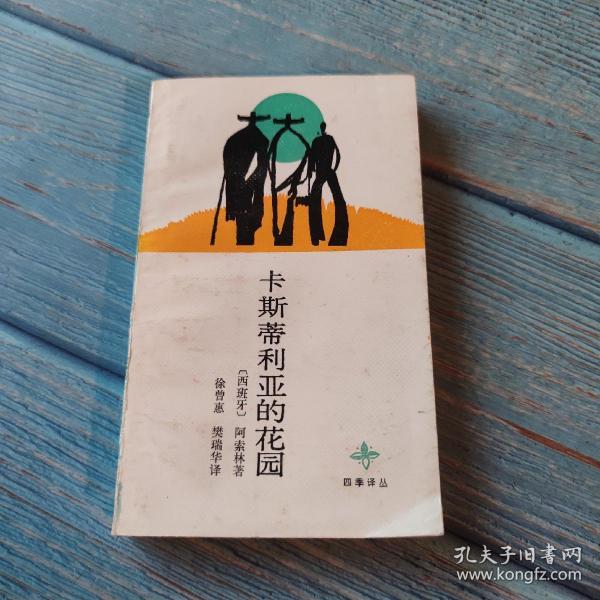 卡斯蒂利亚的花园
〔西班牙〕 阿索林著
徐曾惠 樊瑞华译
四季译丛
孔夫子旧书网
www.kongfz.com